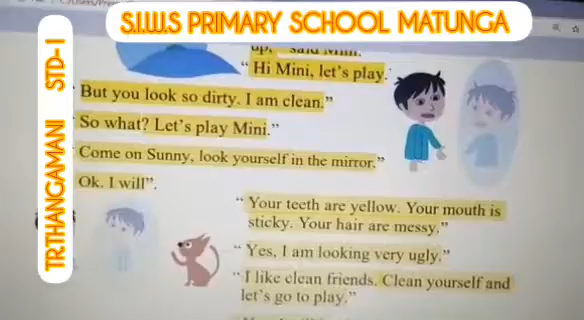 S.I.W.S PRIMARY SCHOOL MATUNGA
STD- I
TR.THANGAMANI
up," said Mini.
" Hi Mini, let's play.
But you look so dirty. I am clean."
So what? Let's play Mini."
Come on Sunny, look yourself in the mirror."
Ok. I will".
" Your teeth are yellow. Your mouth is
sticky. Your hair are messy."
" Yes, I am looking very ugly."
" I like clean friends. Clean yourself and
let's go to play."